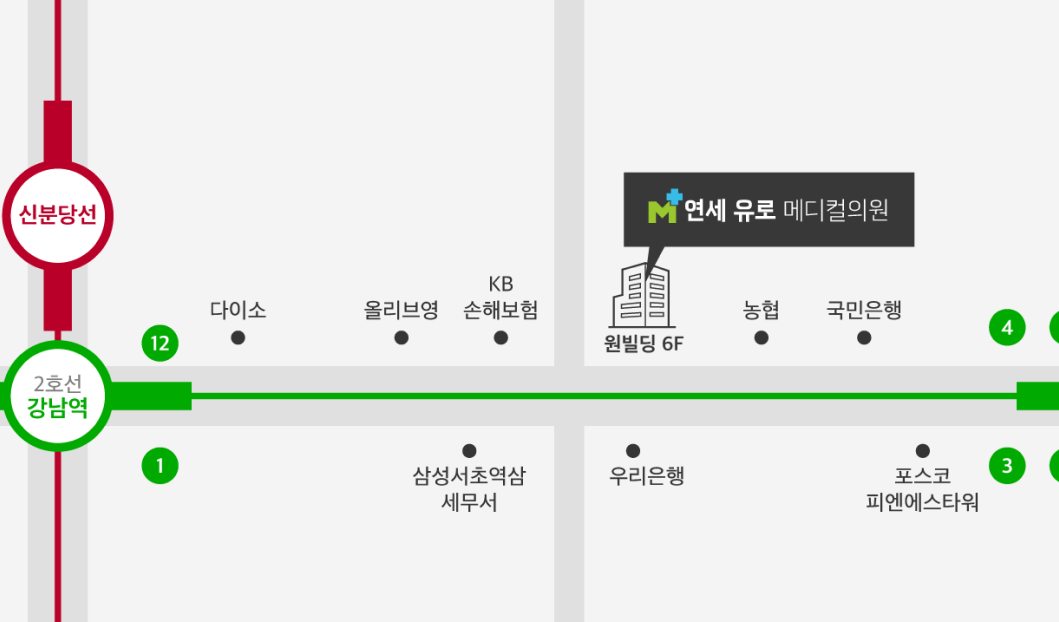 신분당선
M 연세 유로 메디컬의원
다이소
올리브영
KB
손해보험
원빌딩 6F
농협
국민은행
12
4
2호선
강남역
1
삼성서초역삼
세무서
우리은행
포스코
피엔에스타워
3